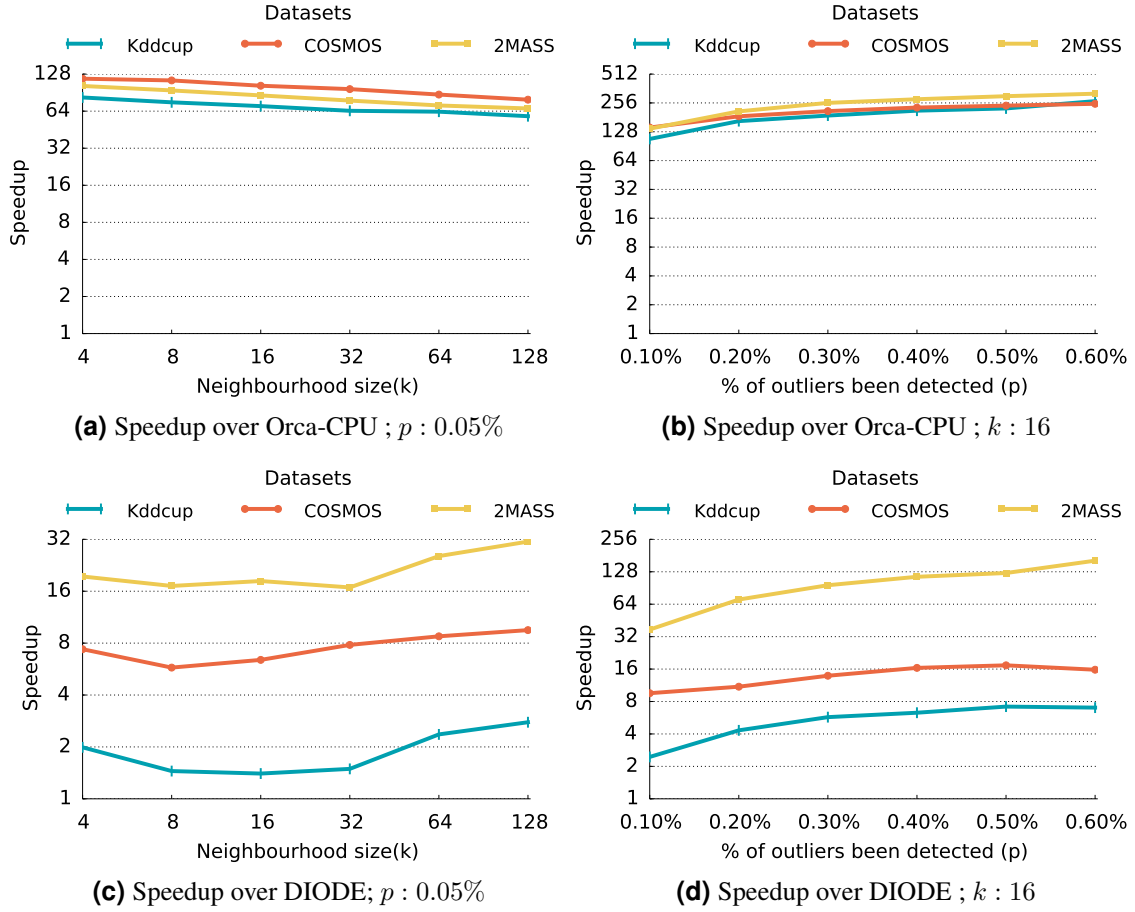 Datasets
Kddcup COSMOS 2MASS
Speedup
128
64
32
16
8
4
2
1
4 8 16 32 64 128
Neighbourhood size(k)
(a) Speedup over Orca-CPU ; p : 0.05%
Datasets
Kddcup COSMOS 2MASS
Speedup
512
256
128
64
32
16
8
4
2
1
0.10% 0.20% 0.30% 0.40% 0.50% 0.60%
% of outliers been detected (p)
(b) Speedup over Orca-CPU ; k : 16
Datasets
Kddcup COSMOS 2MASS
Speedup
32
16
8
4
2
1
4 8 16 32 64 128
Neighbourhood size(k)
(c) Speedup over DIODE; p : 0.05%
Datasets
Kddcup COSMOS 2MASS
Speedup
256
128
64
32
16
8
4
2
1
0.10% 0.20% 0.30% 0.40% 0.50% 0.60%
% of outliers been detected (p)
(d) Speedup over DIODE ; k : 16